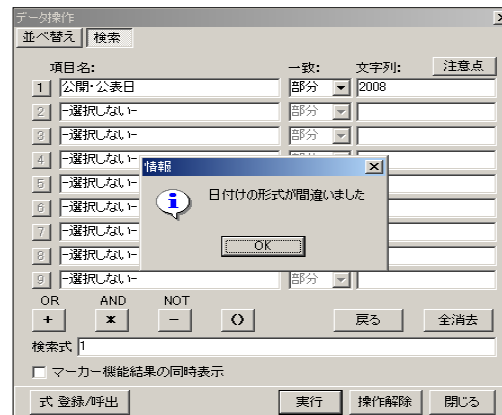 データ操作
並べ替え 検索
項目名: 一致: 文字列: 注意点
1 公開・公表日 部分 2008
2 -選択しない- 部分
3 -選択しない- 部分
4 -選択しない-
情報
5 -選択しない-
日付けの形式が間違いました
6 -選択しない-
7 -選択しない-
OK
8 -選択しない-
9 -選択しない- 部分
OR AND NOT
+ * - () 戻る 全消去
検索式 1
マーカー機能結果の同時表示
式 登録/呼出 実行 操作解除 閉じる